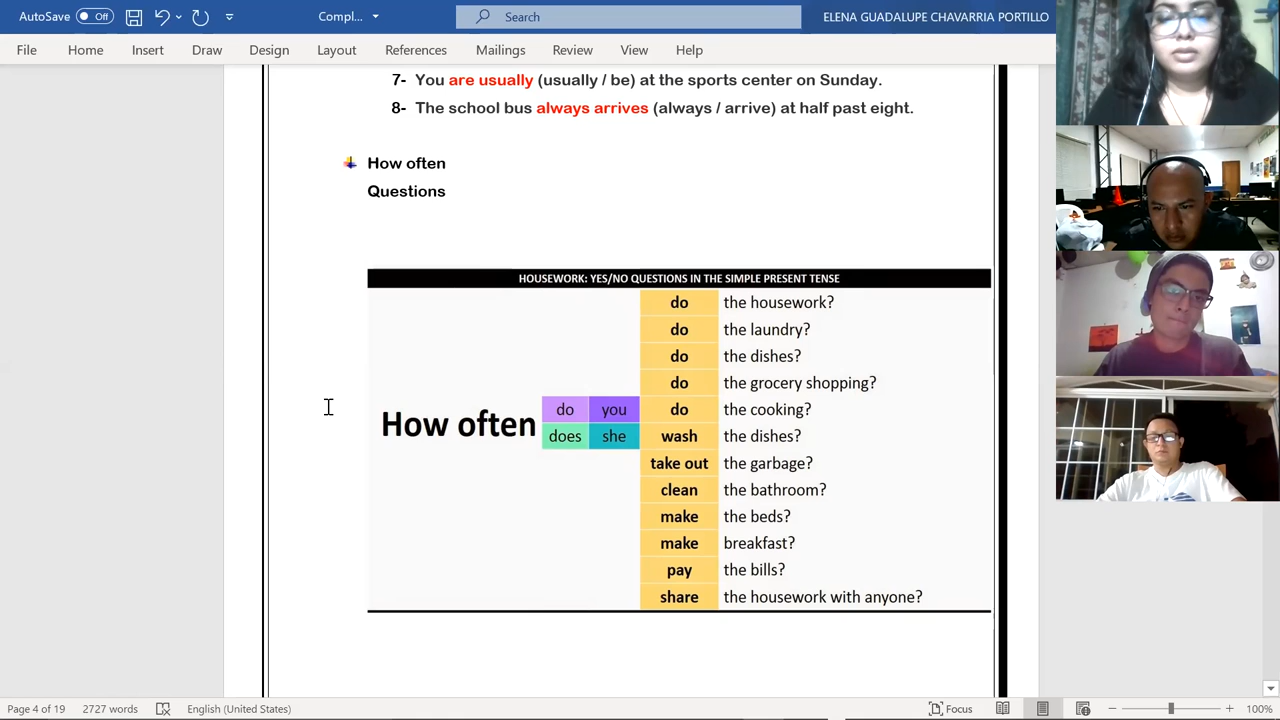 AutoSave Off Compl... Search ELENA GUADALUPE CHAVARRIA PORTILLO
File Home Insert Draw Design Layout References Mailings Review View Help
7- You are usually (usually / be) at the sports center on Sunday.
8- The school bus always arrives (always / arrive) at half past eight.
How often
Questions
HOUSEWORK: YES/NO QUESTIONS IN THE SIMPLE PRESENT TENSE
How often
do you
does she
do the housework?
do the laundry?
do the dishes?
do the grocery shopping?
do the cooking?
wash the dishes?
take out the garbage?
clean the bathroom?
make the beds?
make breakfast?
pay the bills?
share the housework with anyone?
Page 4 of 19 2727 words English (United States) Focus 100%